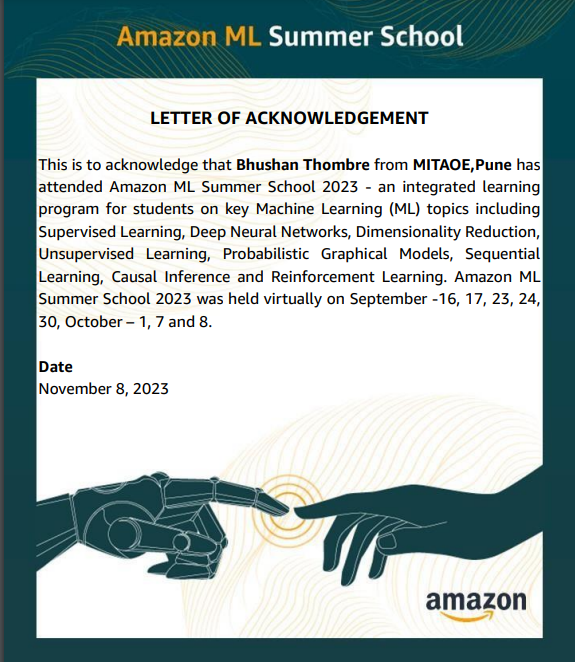 Amazon ML Summer School
LETTER OF ACKNOWLEDGEMENT
This is to acknowledge that Bhushan Thombre from MITAOE,Pune has
attended Amazon ML Summer School 2023 - an integrated learning
program for students on key Machine Learning (ML) topics including
Supervised Learning, Deep Neural Networks, Dimensionality Reduction,
Unsupervised Learning, Probabilistic Graphical Models, Sequential
Learning, Causal Inference and Reinforcement Learning. Amazon ML
Summer School 2023 was held virtually on September -16, 17, 23, 24,
30, October – 1, 7 and 8.
Date
November 8, 2023
amazon